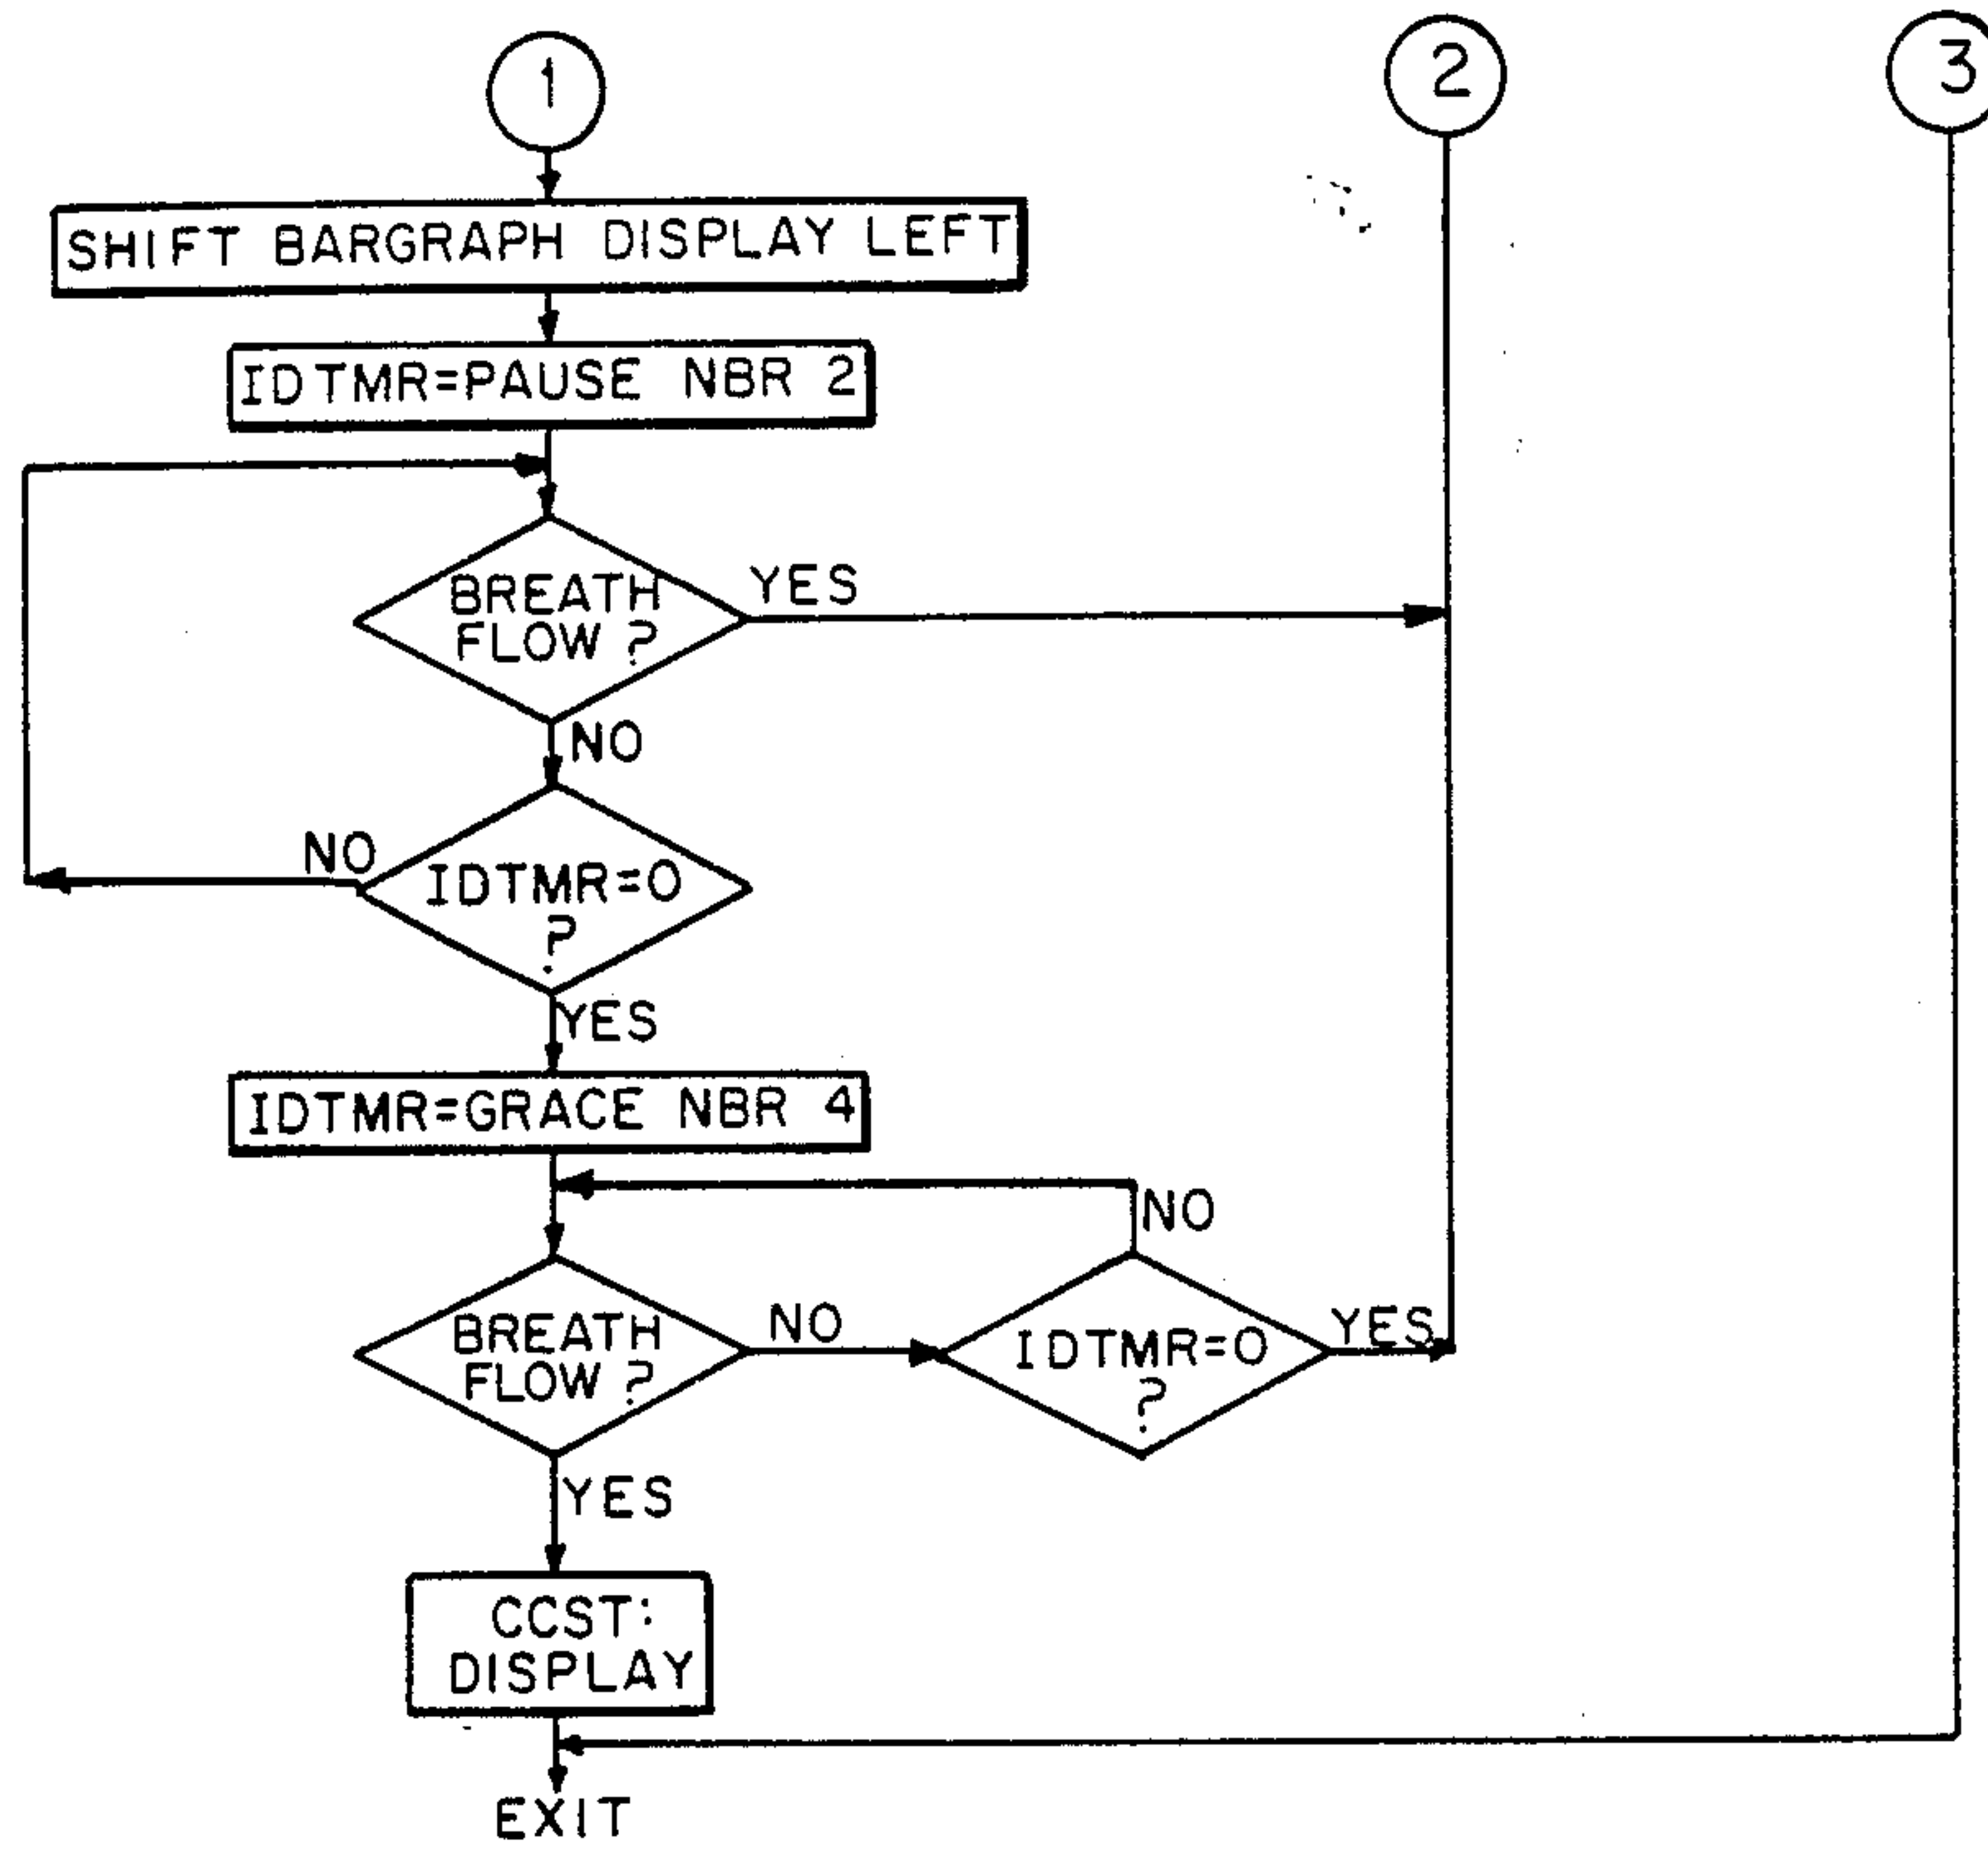 1
2
3
SHIFT BARGRAPH DISPLAY LEFT
IDTMR=PAUSE NBR 2
BREATH
FLOW ?
YES
NO
NO
IDTMR=0
?
YES
IDTMR=GRACE NBR 4
NO
BREATH
FLOW ?
NO
IDTMR=0
?
YES
YES
CCST:
DISPLAY
EXIT